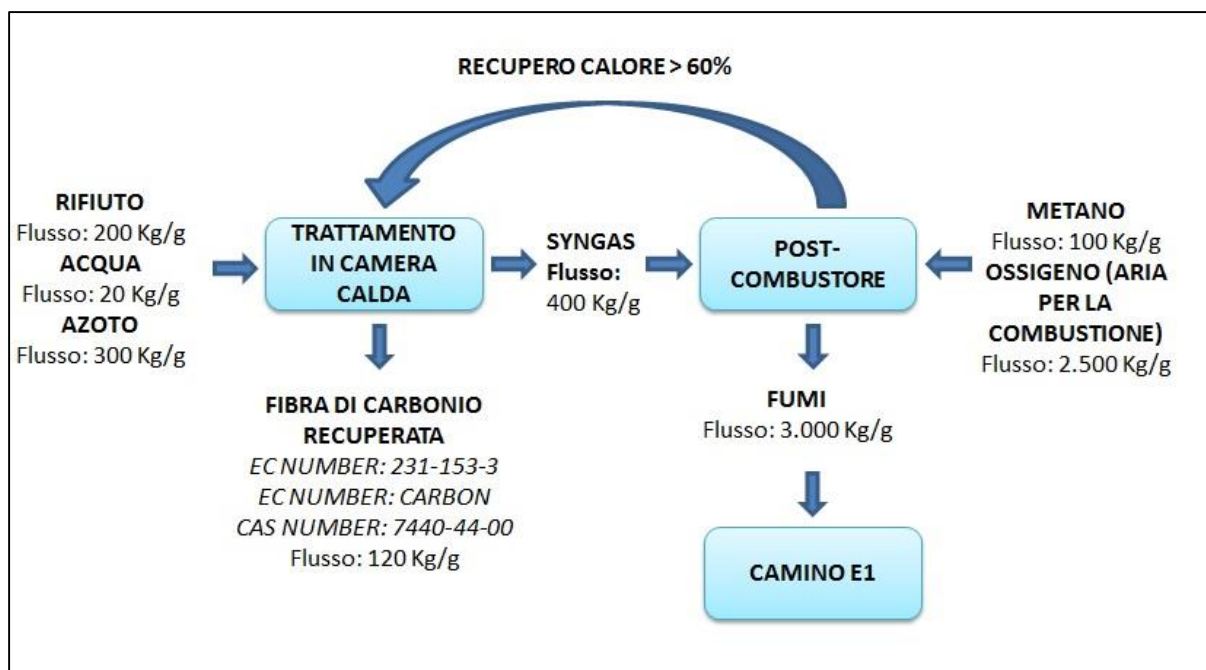 RECUPERO CALORE > 60%
RIFIUTO
Flusso: 200 Kg/g
ACQUA
Flusso: 20 Kg/g
AZOTO
Flusso: 300 Kg/g
TRATTAMENTO
IN CAMERA
CALDA
SYNGAS
Flusso:
400 Kg/g
POST-
COMBUSTORE
METANO
Flusso: 100 Kg/g
OSSIGENO (ARIA
PER LA
COMBUSTIONE)
Flusso: 2.500 Kg/g
FIBRA DI CARBONIO
RECUPERATA
EC NUMBER: 231-153-3
EC NUMBER: CARBON
CAS NUMBER: 7440-44-00
Flusso: 120 Kg/g
FUMI
Flusso: 3.000 Kg/g
CAMINO E1